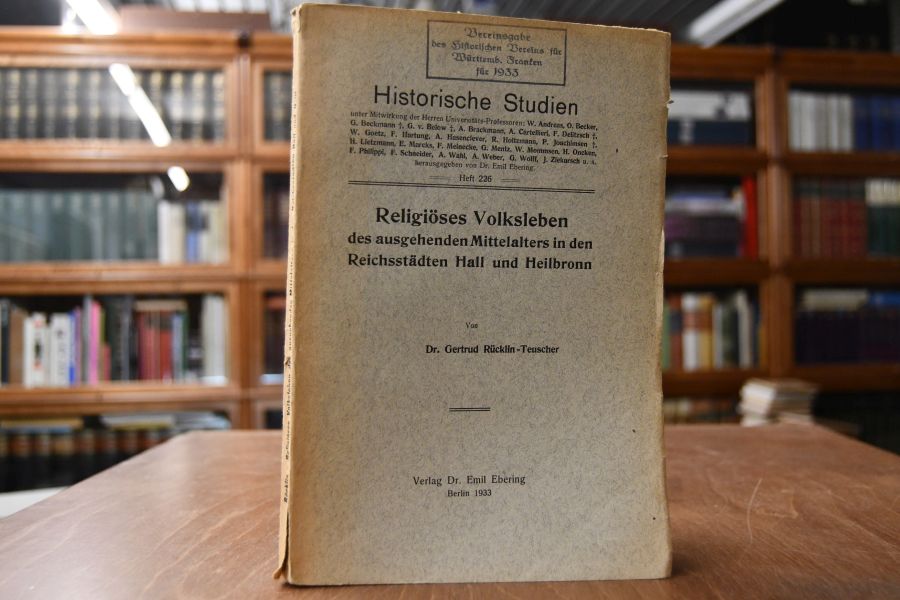 Vereinsgabe
des Historischen Vereins für
Württemb. Franken
für 1933
Historische Studien
unter Mitwirkung der Herren Universitäts-Professoren: W. Andreas, O. Becker,
G. Beckmann †, G. v. Below †, A. Brackmann, A. Cartellieri, F. Delitzsch †,
W. Goetz, F. Hartung, A. Hasenclever, R. Holtzmann, P. Joachimsen †,
H. Lietzmann, E. Marcks, F. Meinecke, G. Mentz, W. Mommsen, H. Oncken,
F. Philippi, F. Schneider, A. Wahl, A. Weber, G. Wolff, J. Ziekursch u. a.
herausgegeben von Dr. Emil Ebering.
Heft 226
Religiöses Volksleben
des ausgehenden Mittelalters in den
Reichsstädten Hall und Heilbronn
Von
Dr. Gertrud Rücklin-Teuscher
Verlag Dr. Emil Ebering
Berlin 1933